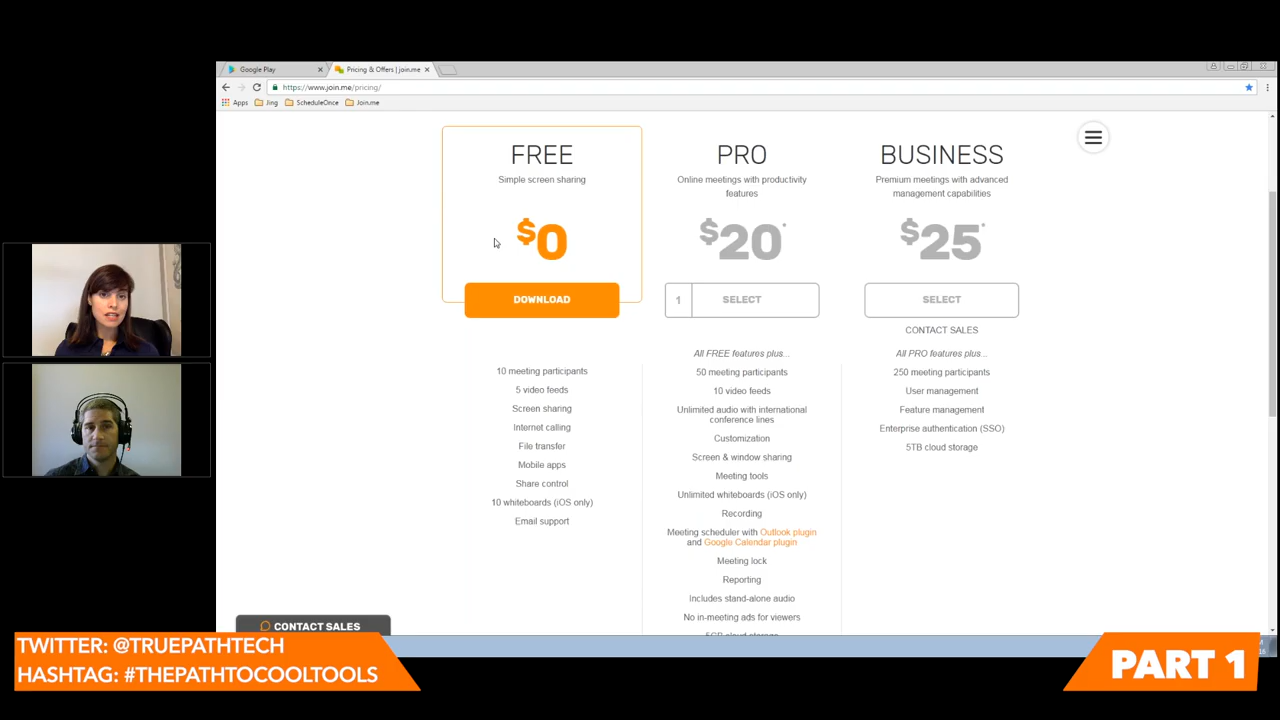 Google Play
Pricing & Offers | join.me
https://www.join.me/pricing/
Apps
Jing
ScheduleOnce
Join.me
FREE
Simple screen sharing
$0
DOWNLOAD
10 meeting participants
5 video feeds
Screen sharing
Internet calling
File transfer
Mobile apps
Share control
10 whiteboards (iOS only)
Email support
PRO
Online meetings with productivity
features
$20*
1 SELECT
All FREE features plus...
50 meeting participants
10 video feeds
Unlimited audio with international
conference lines
Customization
Screen & window sharing
Meeting tools
Unlimited whiteboards (iOS only)
Recording
Meeting scheduler with Outlook plugin
and Google Calendar plugin
Meeting lock
Reporting
Includes stand-alone audio
No in-meeting ads for viewers
5GB cloud storage
BUSINESS
Premium meetings with advanced
management capabilities
$25*
SELECT
CONTACT SALES
All PRO features plus...
250 meeting participants
User management
Feature management
Enterprise authentication (SSO)
5TB cloud storage
CONTACT SALES
TWITTER: @TRUEPATHTECH
HASHTAG: #THEPATHTOCOOLTOOLS
PART 1